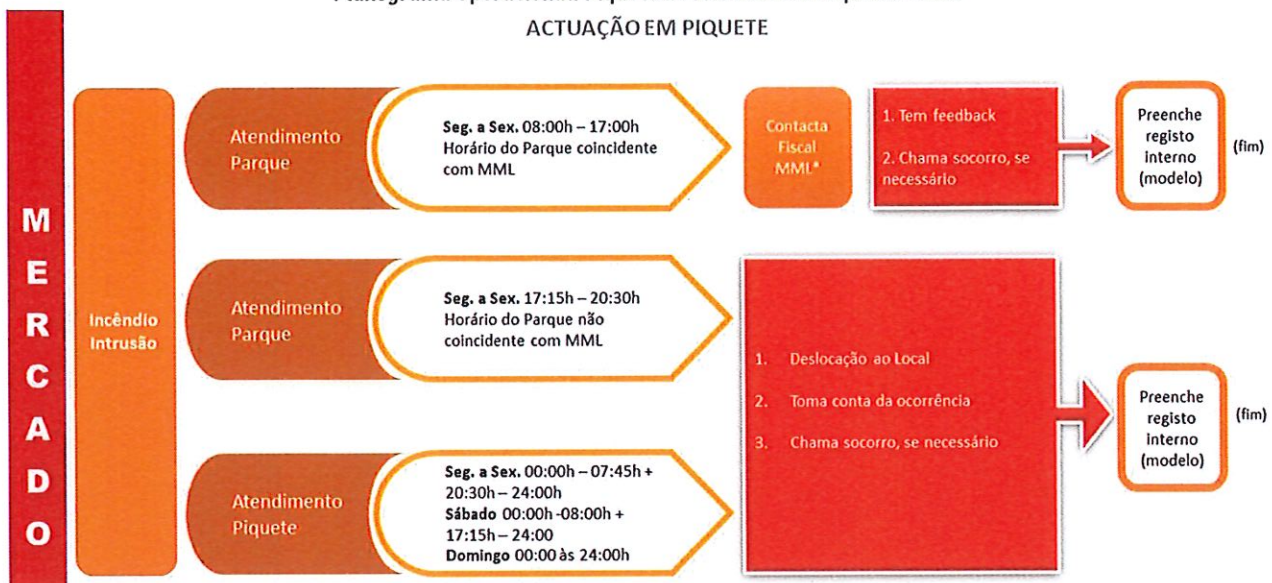 ACTUAÇÃO EM PIQUETE
MERCADO
Incêndio
Intrusão
Atendimento
Parque
Seg. a Sex. 08:00h – 17:00h
Horário do Parque coincidente
com MML
Contacta
Fiscal
MML*
1. Tem feedback
2. Chama socorro, se
necessário
Preenche
registo
interno
(modelo)
(fim)
Atendimento
Parque
Seg. a Sex. 17:15h – 20:30h
Horário do Parque não
coincidente com MML
Atendimento
Piquete
Seg. a Sex. 00:00h – 07:45h +
20:30h – 24:00h
Sábado 00:00h -08:00h +
17:15h – 24:00
Domingo 00:00 às 24:00h
1. Deslocação ao Local
2. Toma conta da ocorrência
3. Chama socorro, se necessário
Preenche
registo
interno
(modelo)
(fim)